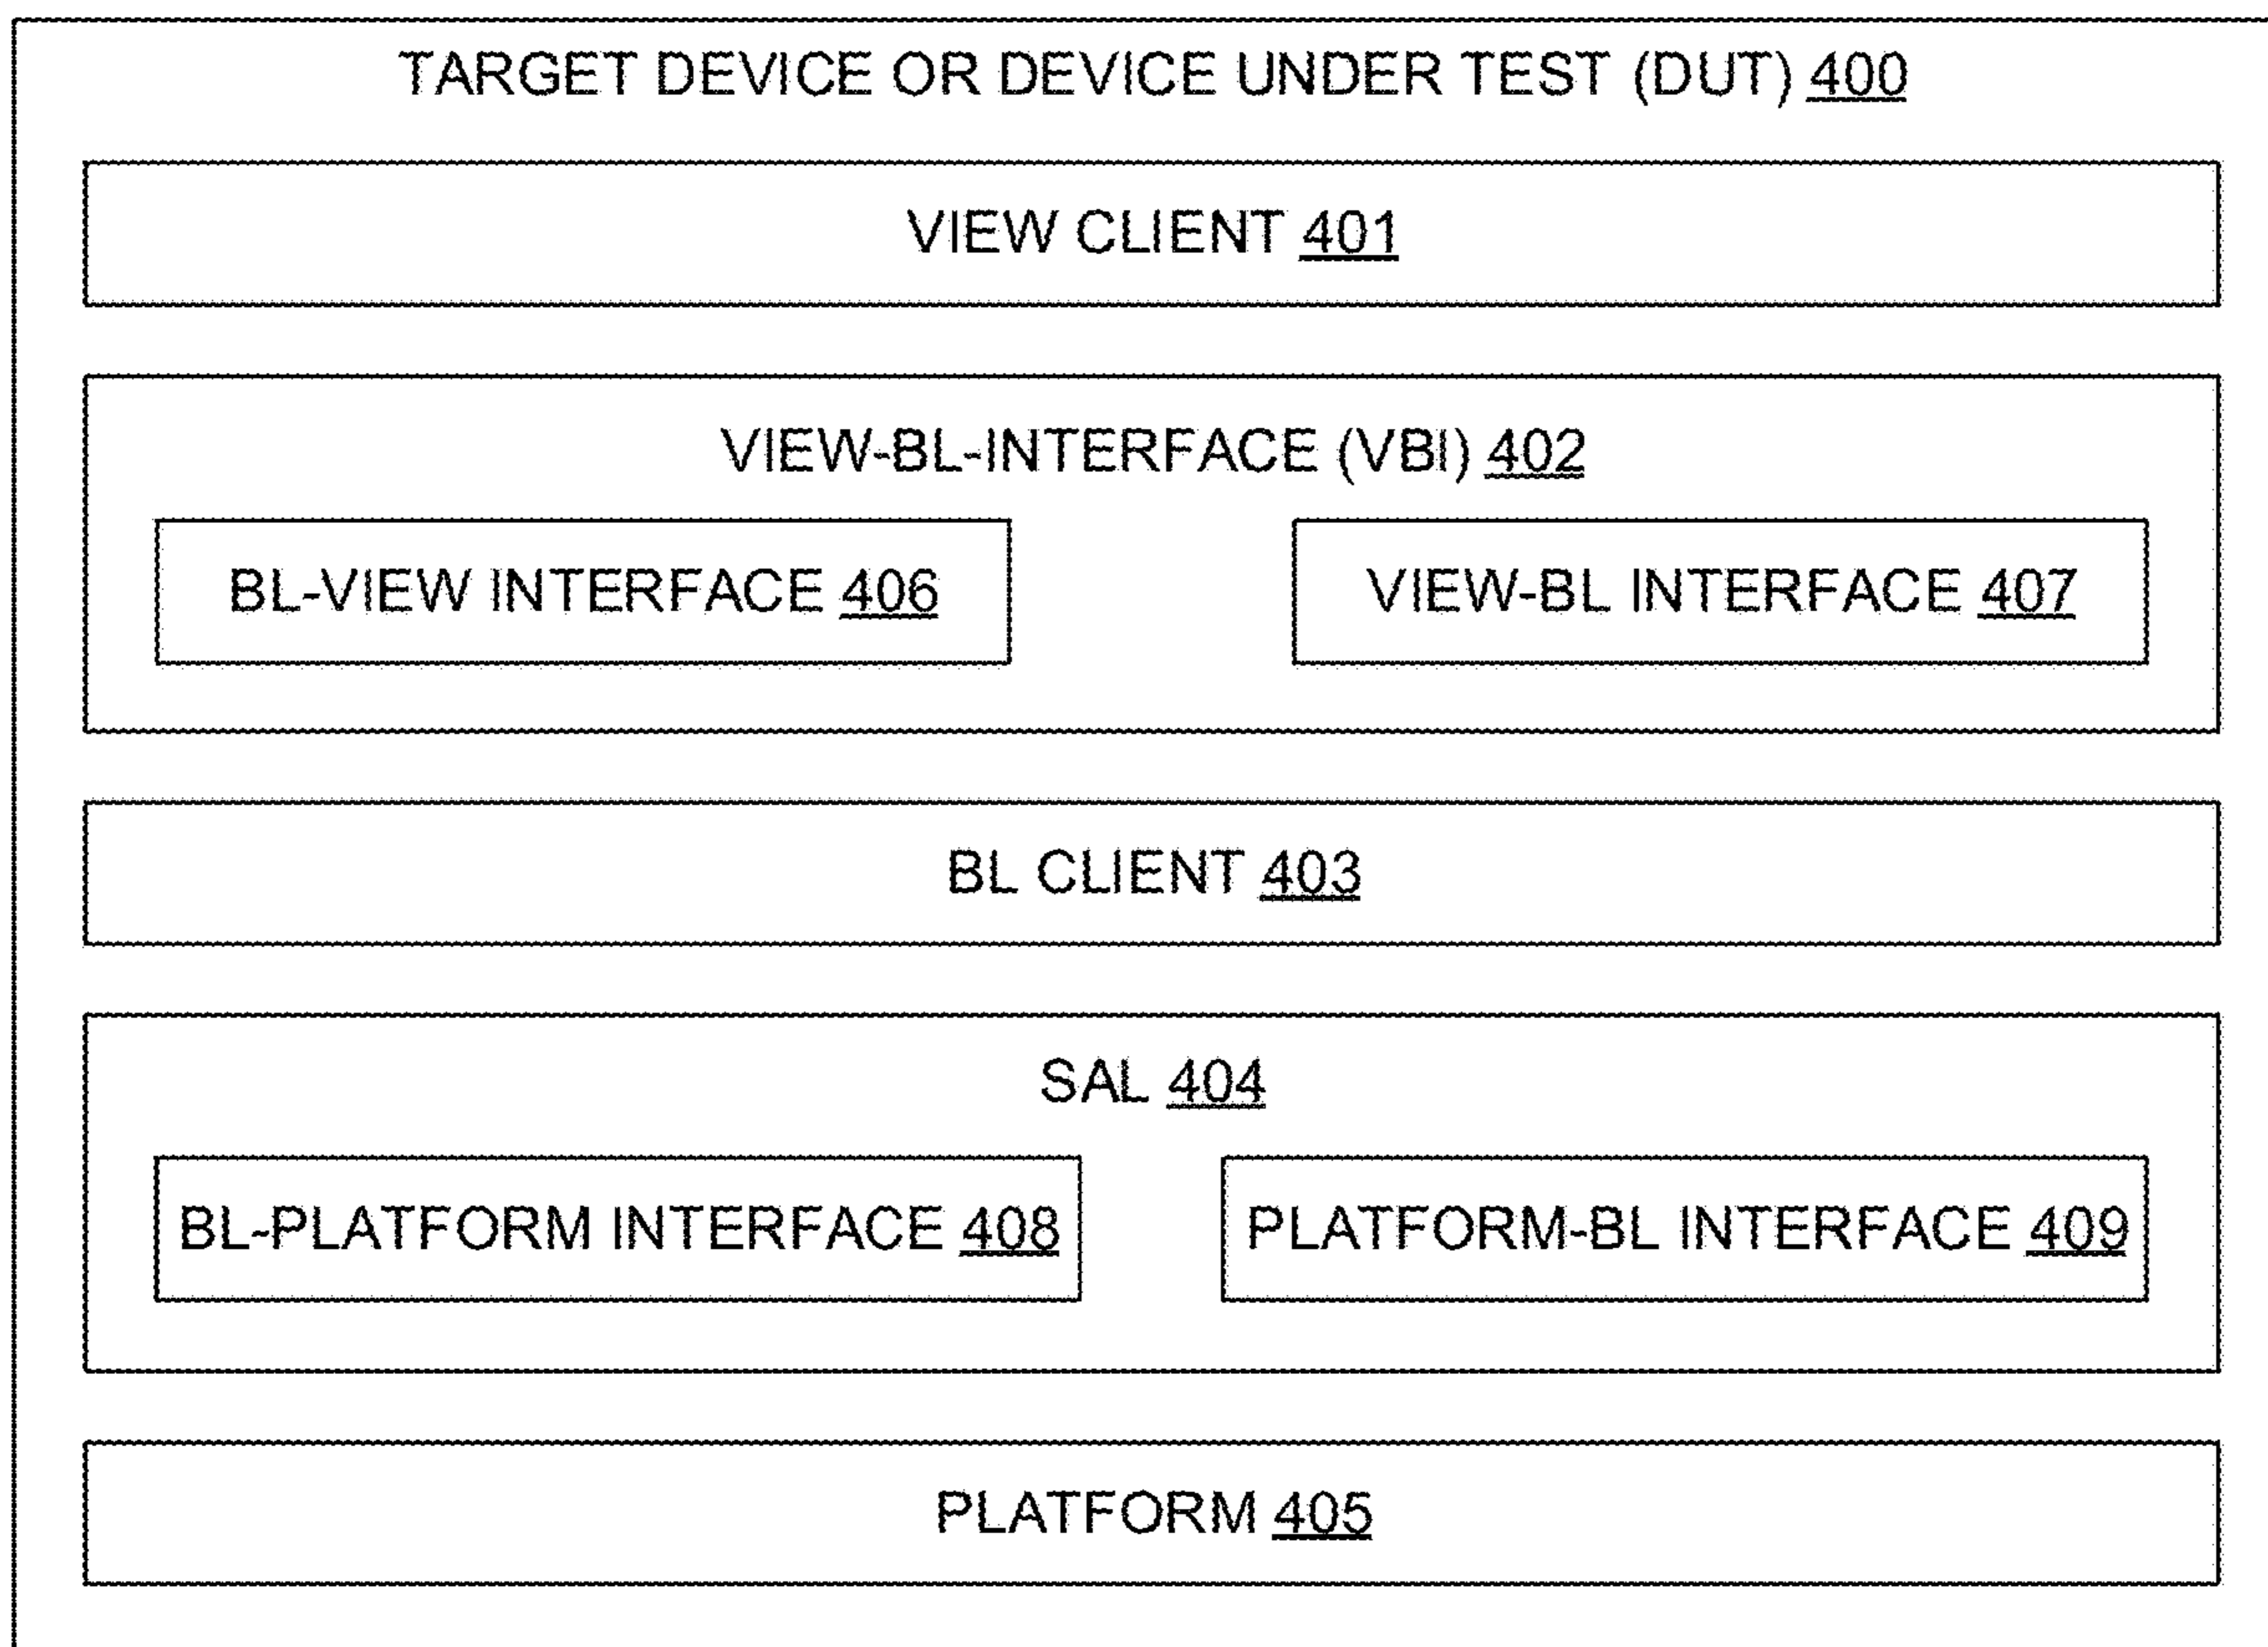 TARGET DEVICE OR DEVICE UNDER TEST (DUT) 400
VIEW CLIENT 401
VIEW-BL-INTERFACE (VBI) 402
BL-VIEW INTERFACE 406
VIEW-BL INTERFACE 407
BL CLIENT 403
SAL 404
BL-PLATFORM INTERFACE 408
PLATFORM-BL INTERFACE 409
PLATFORM 405